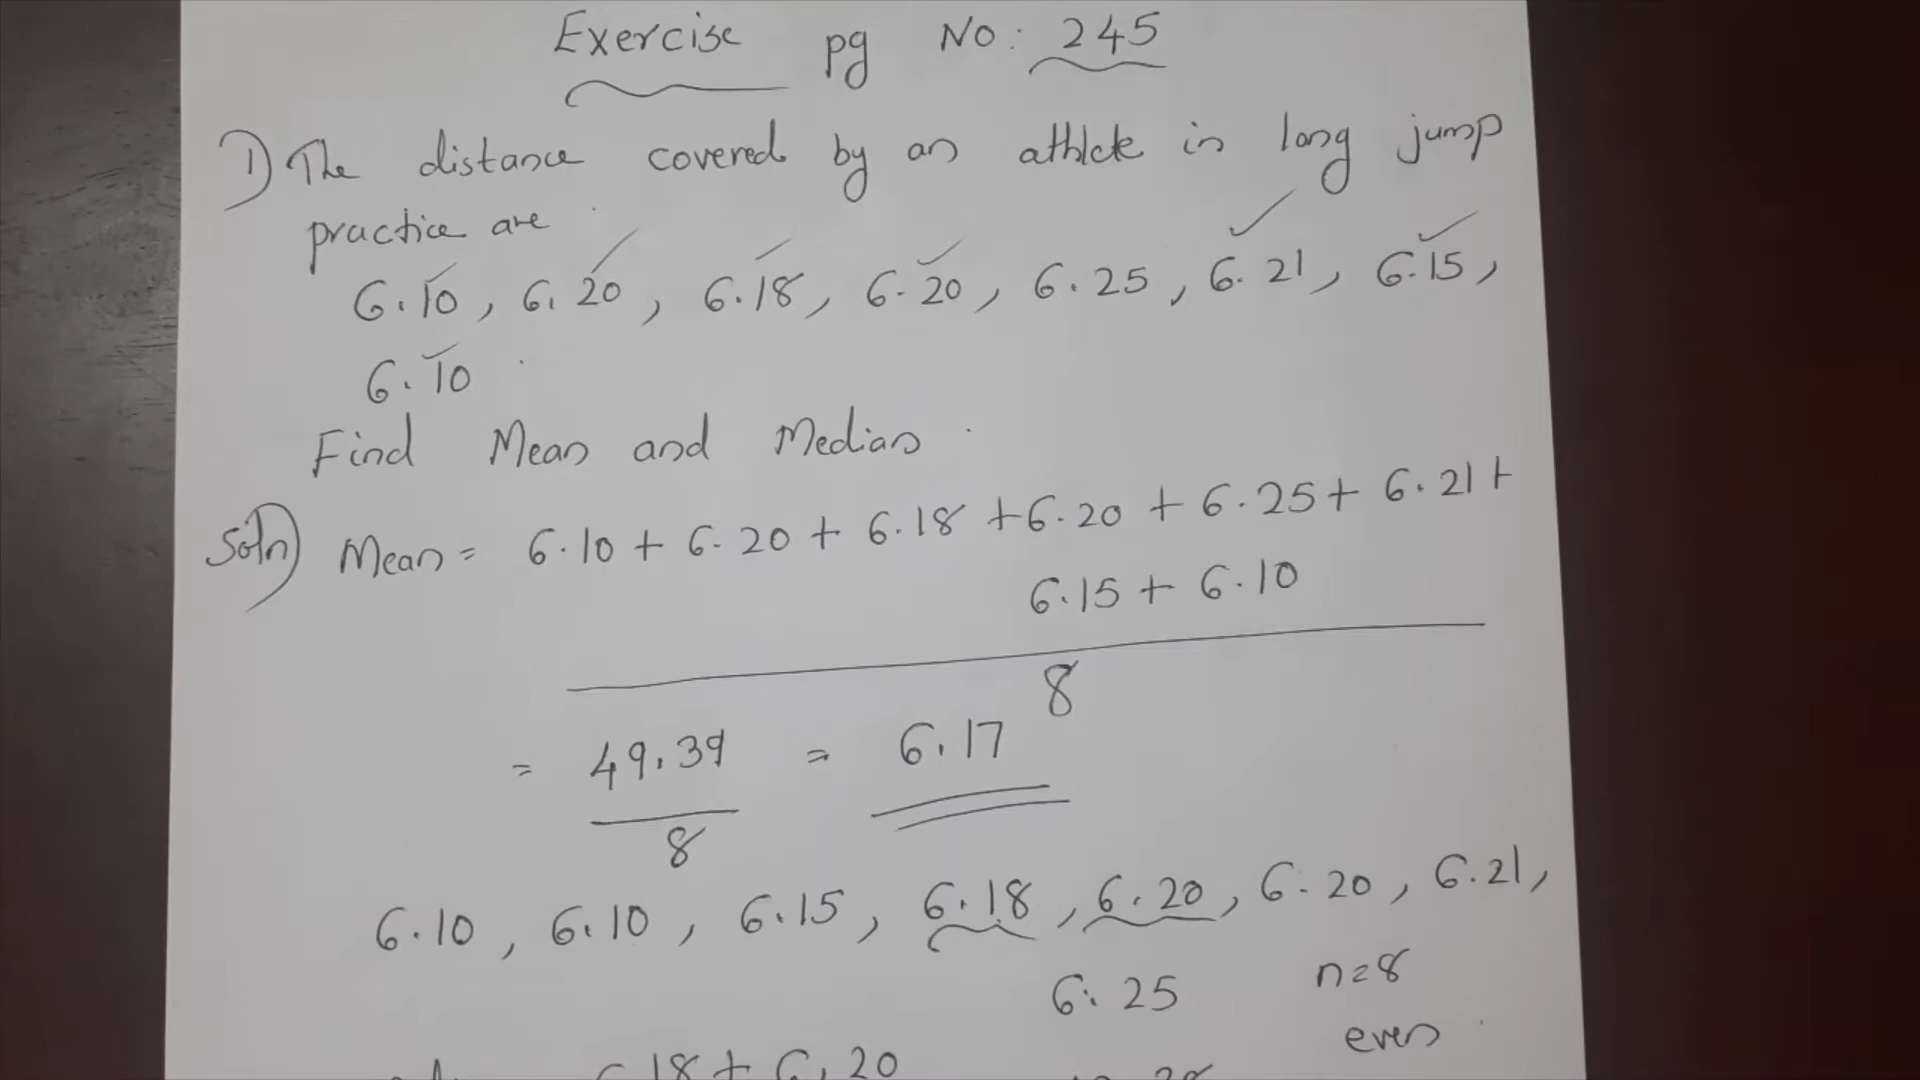 Exercise pg No: 245
1) The distance covered by an athlete in long jump
practice are
6.10, 6.20, 6.18, 6.20, 6.25, 6.21, 6.15,
6.10
Find Mean and Median.
Soln) Mean = 6.10 + 6.20 + 6.18 + 6.20 + 6.25 + 6.21 +
6.15 + 6.10
8
= 49.39 = 6.17
8
6.10, 6.10, 6.15, 6.18, 6.20, 6.20, 6.21,
6.25 n=8
even
6.18 + 6.20